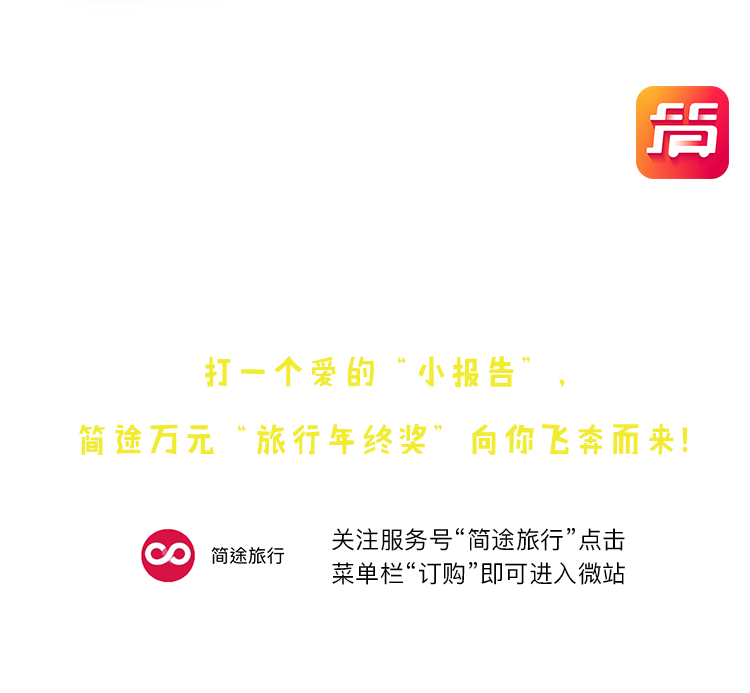 简
打一个爱的“小报告”,
简途万元“旅行年终奖”向你飞奔而来!
简途旅行
关注服务号“简途旅行”点击
菜单栏“订购”即可进入微站